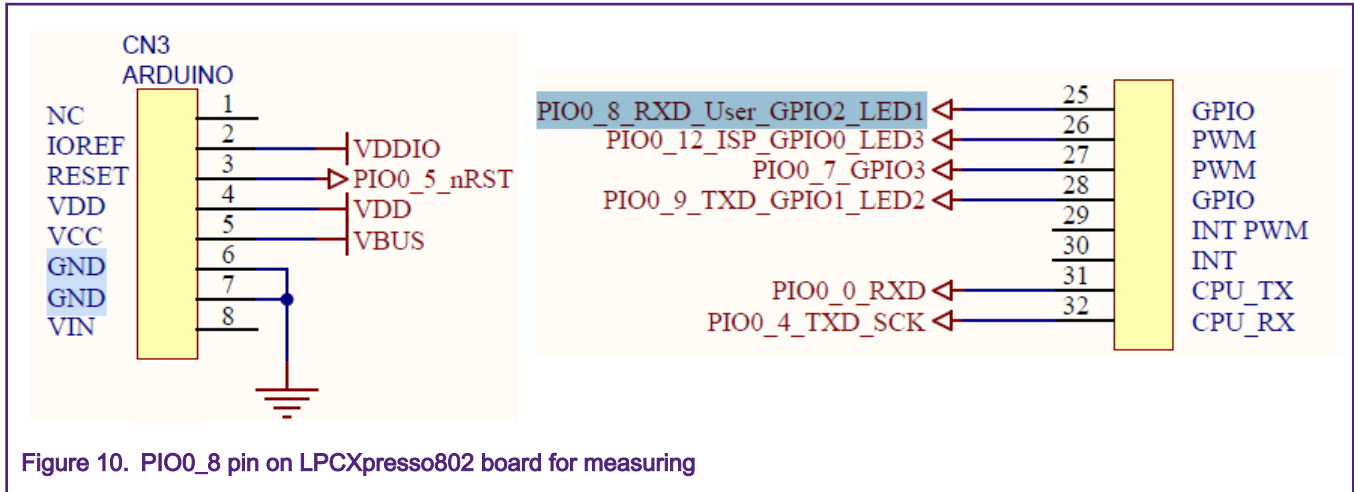 CN3
ARDUINO
NC 1
IOREF 2 VDDIO
RESET 3 PIO0_5_nRST
VDD 4 VDD
VCC 5 VBUS
GND 6
GND 7
VIN 8
PIO0_8_RXD_User_GPIO2_LED1 25 GPIO
PIO0_12_ISP_GPIO0_LED3 26 PWM
PIO0_7_GPIO3 27 PWM
PIO0_9_TXD_GPIO1_LED2 28 GPIO
29 INT PWM
30 INT
PIO0_0_RXD 31 CPU_TX
PIO0_4_TXD_SCK 32 CPU_RX
Figure 10. PIO0_8 pin on LPCXpresso802 board for measuring